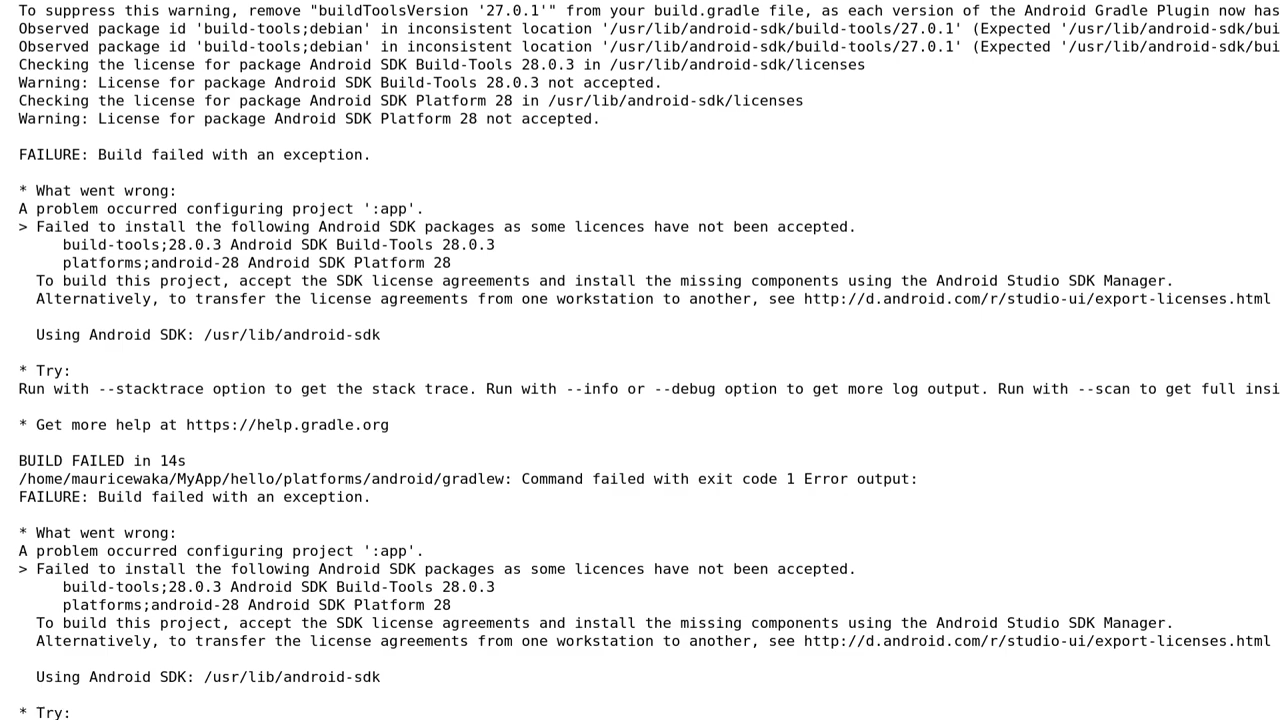 To suppress this warning, remove "buildToolsVersion '27.0.1'" from your build.gradle file, as each version of the Android Gradle Plugin now has
Observed package id 'build-tools;debian' in inconsistent location '/usr/lib/android-sdk/build-tools/27.0.1' (Expected '/usr/lib/android-sdk/bui
Observed package id 'build-tools;debian' in inconsistent location '/usr/lib/android-sdk/build-tools/27.0.1' (Expected '/usr/lib/android-sdk/bui
Checking the license for package Android SDK Build-Tools 28.0.3 in /usr/lib/android-sdk/licenses
Warning: License for package Android SDK Build-Tools 28.0.3 not accepted.
Checking the license for package Android SDK Platform 28 in /usr/lib/android-sdk/licenses
Warning: License for package Android SDK Platform 28 not accepted.

FAILURE: Build failed with an exception.

* What went wrong:
A problem occurred configuring project ':app'.
> Failed to install the following Android SDK packages as some licences have not been accepted.
     build-tools;28.0.3 Android SDK Build-Tools 28.0.3
     platforms;android-28 Android SDK Platform 28
  To build this project, accept the SDK license agreements and install the missing components using the Android Studio SDK Manager.
  Alternatively, to transfer the license agreements from one workstation to another, see http://d.android.com/r/studio-ui/export-licenses.html

  Using Android SDK: /usr/lib/android-sdk

* Try:
Run with --stacktrace option to get the stack trace. Run with --info or --debug option to get more log output. Run with --scan to get full insi

* Get more help at https://help.gradle.org

BUILD FAILED in 14s
/home/mauricewaka/MyApp/hello/platforms/android/gradlew: Command failed with exit code 1 Error output:
FAILURE: Build failed with an exception.

* What went wrong:
A problem occurred configuring project ':app'.
> Failed to install the following Android SDK packages as some licences have not been accepted.
     build-tools;28.0.3 Android SDK Build-Tools 28.0.3
     platforms;android-28 Android SDK Platform 28
  To build this project, accept the SDK license agreements and install the missing components using the Android Studio SDK Manager.
  Alternatively, to transfer the license agreements from one workstation to another, see http://d.android.com/r/studio-ui/export-licenses.html

  Using Android SDK: /usr/lib/android-sdk

* Try: